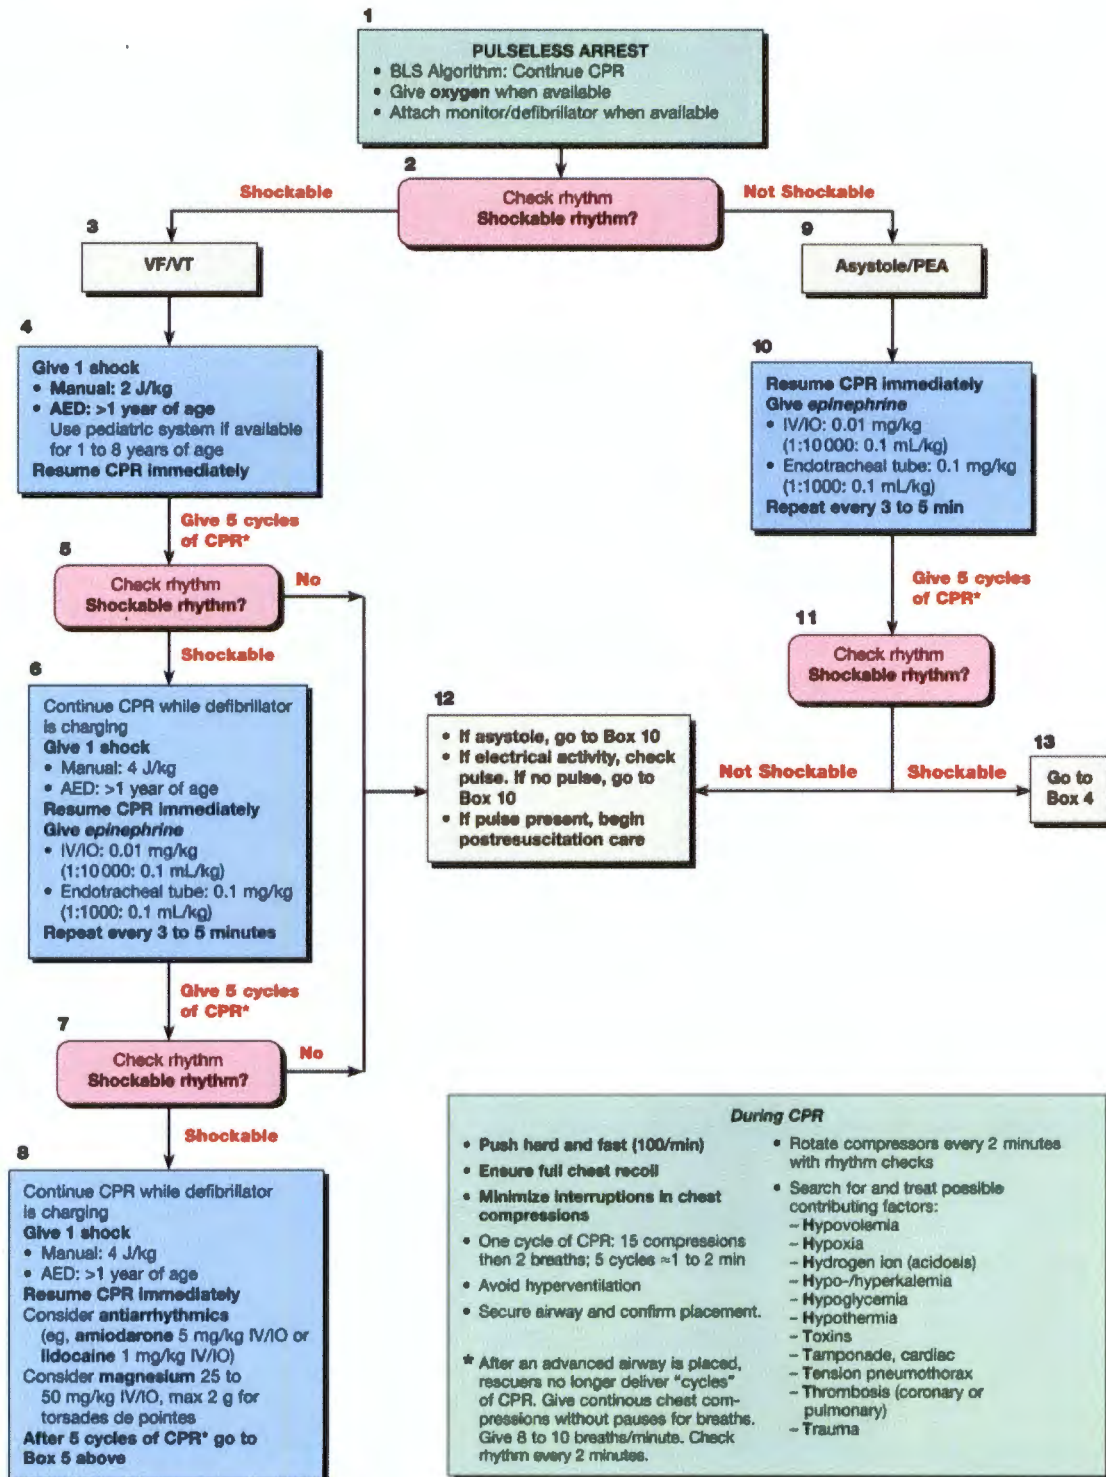 1
PULSELESS ARREST
• BLS Algorithm: Continue CPR
• Give oxygen when available
• Attach monitor/defibrillator when available
2
Shockable
Check rhythm
Shockable rhythm?
Not Shockable
3
VF/VT
9
Asystole/PEA
4
Give 1 shock
• Manual: 2 J/kg
• AED: >1 year of age
Use pediatric system if available
for 1 to 8 years of age
Resume CPR immediately
10
Resume CPR immediately
Give epinephrine
• IV/IO: 0.01 mg/kg
(1:10 000: 0.1 mL/kg)
• Endotracheal tube: 0.1 mg/kg
(1:1000: 0.1 mL/kg)
Repeat every 3 to 5 min
Give 5 cycles
of CPR*
5
Check rhythm
Shockable rhythm?
No
Shockable
Give 5 cycles
of CPR*
11
Check rhythm
Shockable rhythm?
6
Continue CPR while defibrillator
is charging
Give 1 shock
• Manual: 4 J/kg
• AED: >1 year of age
Resume CPR immediately
Give epinephrine
• IV/IO: 0.01 mg/kg
(1:10 000: 0.1 mL/kg)
• Endotracheal tube: 0.1 mg/kg
(1:1000: 0.1 mL/kg)
Repeat every 3 to 5 minutes
12
• If asystole, go to Box 10
• If electrical activity, check
pulse. If no pulse, go to
Box 10
• If pulse present, begin
postresuscitation care
Not Shockable
Shockable
13
Go to
Box 4
Give 5 cycles
of CPR*
7
Check rhythm
Shockable rhythm?
No
Shockable
8
Continue CPR while defibrillator
is charging
Give 1 shock
• Manual: 4 J/kg
• AED: >1 year of age
Resume CPR immediately
Consider antiarrhythmics
(eg, amiodarone 5 mg/kg IV/IO or
lidocaine 1 mg/kg IV/IO)
Consider magnesium 25 to
50 mg/kg IV/IO, max 2 g for
torsades de pointes
After 5 cycles of CPR* go to
Box 5 above
During CPR
• Push hard and fast (100/min)
• Ensure full chest recoil
• Minimize interruptions in chest
compressions
• One cycle of CPR: 15 compressions
then 2 breaths; 5 cycles ≈1 to 2 min
• Avoid hyperventilation
• Secure airway and confirm placement.
* After an advanced airway is placed,
rescuers no longer deliver "cycles"
of CPR. Give continous chest com-
pressions without pauses for breaths.
Give 8 to 10 breaths/minute. Check
rhythm every 2 minutes.
• Rotate compressors every 2 minutes
with rhythm checks
• Search for and treat possible
contributing factors:
– Hypovolemia
– Hypoxia
– Hydrogen ion (acidosis)
– Hypo-/hyperkalemia
– Hypoglycemia
– Hypothermia
– Toxins
– Tamponade, cardiac
– Tension pneumothorax
– Thrombosis (coronary or
pulmonary)
– Trauma